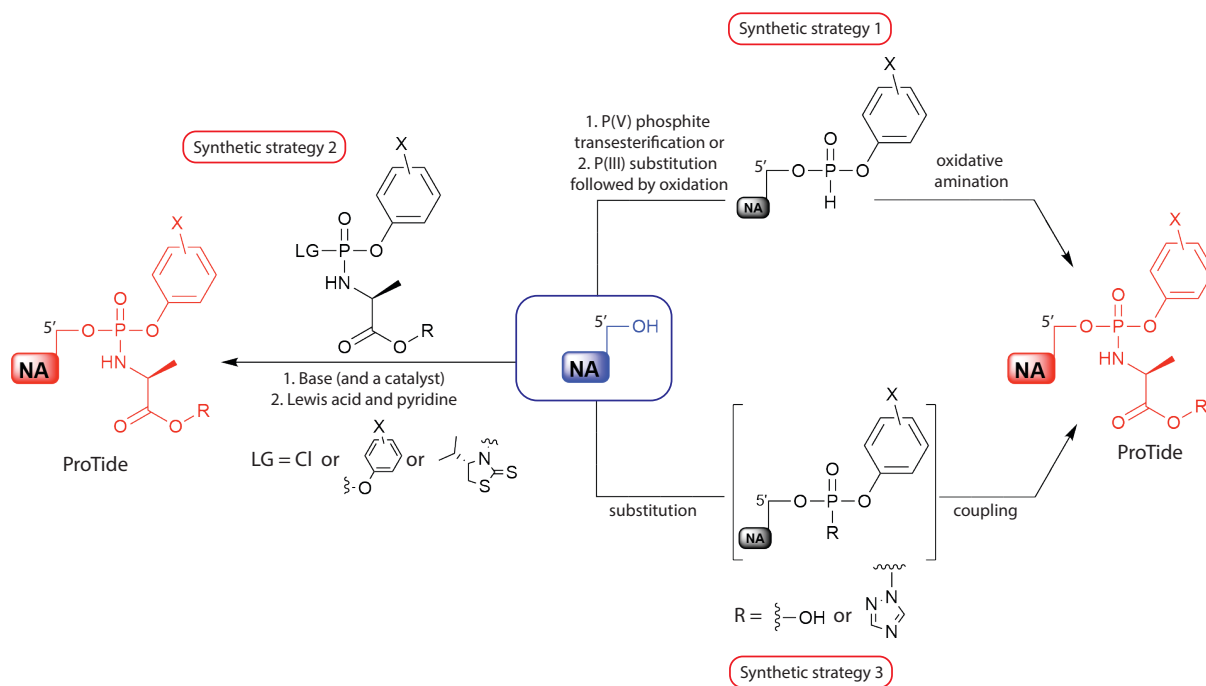 Synthetic strategy 1
X
1. P(V) phosphite
transesterification or
2. P(III) substitution
followed by oxidation
5′
O
O
P
O
H
NA
oxidative
amination
Synthetic strategy 2
X
O
LG
P
O
HN
O
O
R
X
O
5′
O
P
O
HN
NA
O
O
R
ProTide
1. Base (and a catalyst)
2. Lewis acid and pyridine
LG = Cl or
X
O
or
N
S
S
5′
OH
NA
X
O
5′
O
P
O
HN
NA
O
O
R
ProTide
substitution
X
O
5′
O
P
O
R
NA
coupling
R =
OH or
N
N
N
Synthetic strategy 3